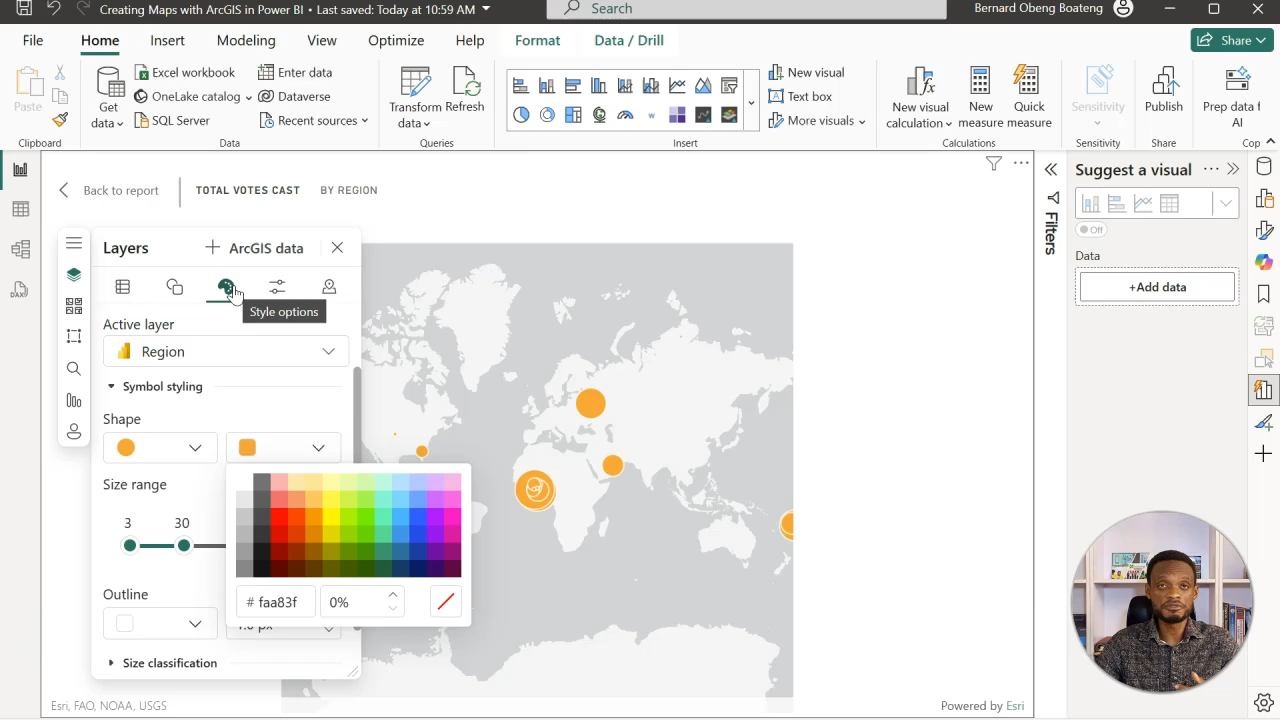 Creating Maps with ArcGIS in Power BI • Last saved: Today at 10:59 AM
Search
Bernard Obeng Boateng
File
Home
Insert
Modeling
View
Optimize
Help
Format
Data / Drill
Share
Paste
Get data
Excel workbook
OneLake catalog
SQL Server
Enter data
Dataverse
Recent sources
Transform data
Refresh
New visual
Text box
More visuals
New visual calculation
New measure
Quick measure
Sensitivity
Publish
Prep data f
AI
Clipboard
Data
Queries
Insert
Calculations
Sensitivity
Share
Cop
DAX
Back to report
TOTAL VOTES CAST
BY REGION
Filters
Suggest a visual
Off
Data
+Add data
Layers
ArcGIS data
Style options
Active layer
Region
Symbol styling
Shape
Size range
3
30
# faa83f
0%
Outline
Size classification
Esri, FAO, NOAA, USGS
Powered by Esri